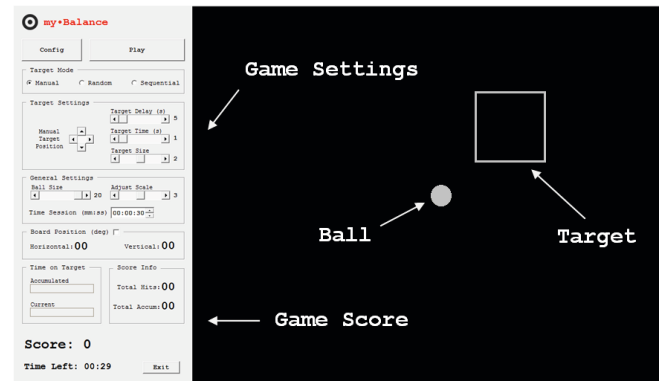 my•Balance
Config Play
Target Mode
Manual Random Sequential
Target Settings
Target Delay (s)
5
Manual Target Position
Target Time (s)
1
Target Size
2
General Settings
Ball Size Adjust Scale
20 3
Time Session (mm:ss) 00:00:30
Board Position (deg)
Horizontal:00 Vertical:00
Time on Target Score Info
Accumulated
Total Hits:00
Current
Total Accum:00
Score: 0
Time Left: 00:29 Exit
Game Settings
Ball
Target
Game Score